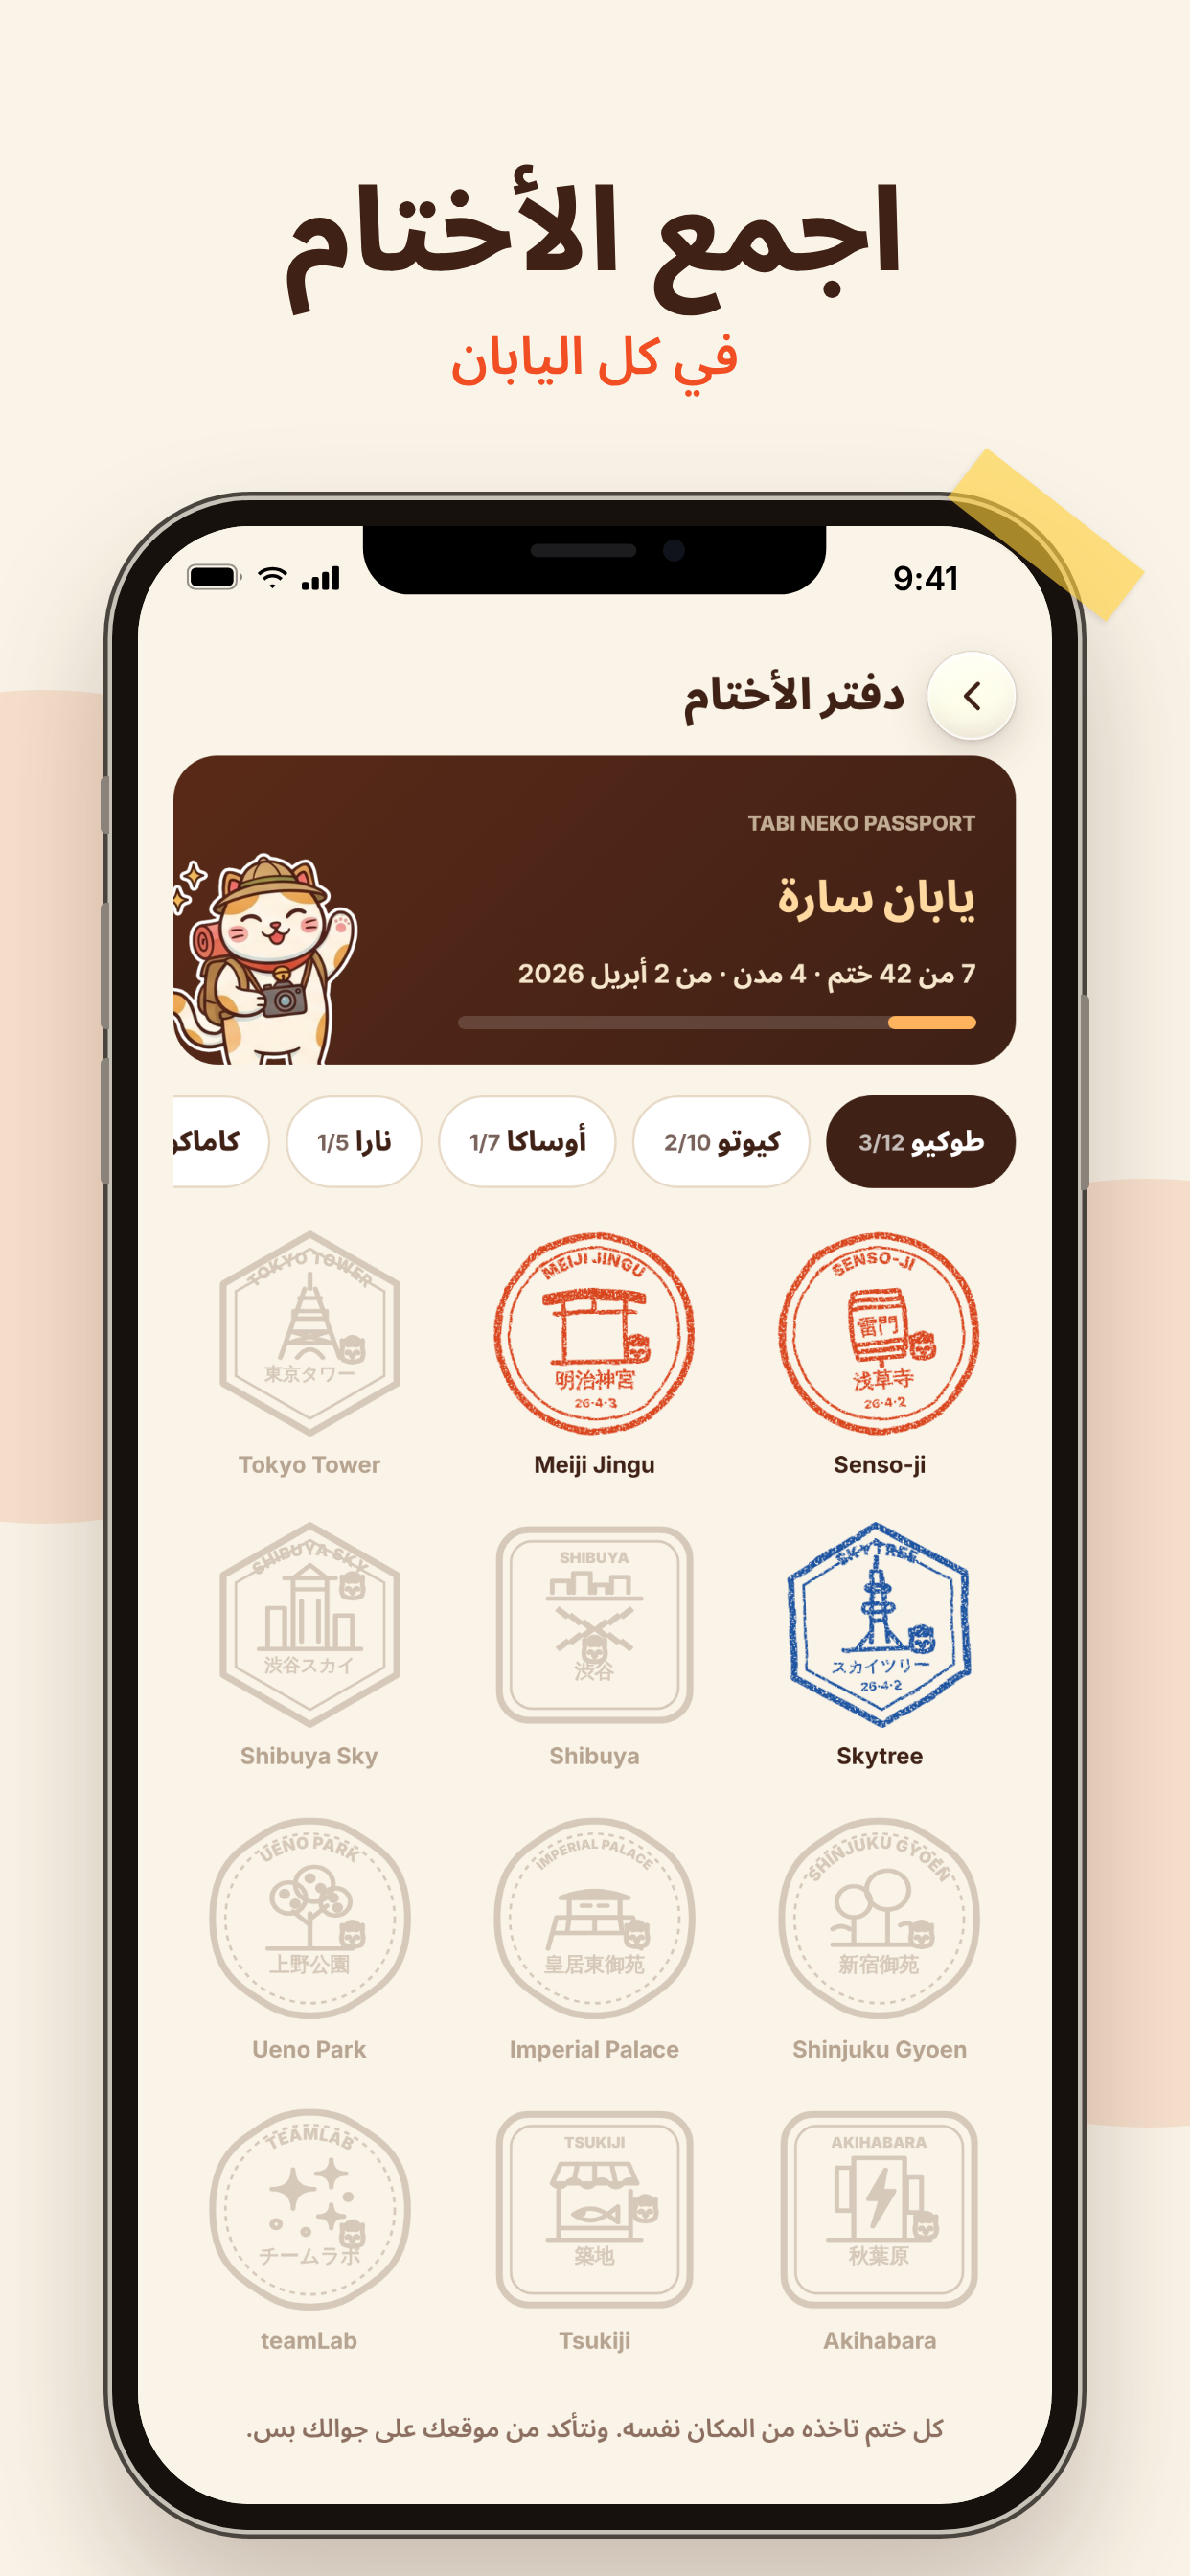 اجمع الأختام
في كل اليابان
9:41
دفتر الأختام
TABI NEKO PASSPORT
يابان سارة
7 من 42 ختم · 4 مدن · من 2 أبريل 2026
طوكيو 3/12
كيوتو 2/10
أوساكا 1/7
نارا 1/5
كاماكو
SENSO-JI
雷門
浅草寺
26·4·2
Senso-ji
MEIJI JINGU
明治神宮
26·4·3
Meiji Jingu
TOKYO TOWER
東京タワー
Tokyo Tower
SKYTREE
スカイツリー
26·4·2
Skytree
SHIBUYA
渋谷
Shibuya
SHIBUYA SKY
渋谷スカイ
Shibuya Sky
SHINJUKU GYOEN
新宿御苑
Shinjuku Gyoen
IMPERIAL PALACE
皇居東御苑
Imperial Palace
UENO PARK
上野公園
Ueno Park
AKIHABARA
秋葉原
Akihabara
TSUKIJI
築地
Tsukiji
TEAMLAB
チームラボ
teamLab
كل ختم تاخذه من المكان نفسه. ونتأكد من موقعك على جوالك بس.